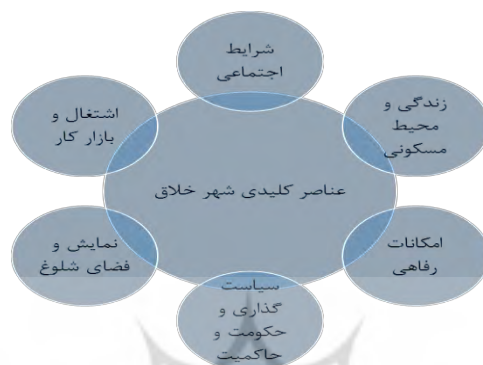 شرایط
اجتماعی
زندگی و
محیط
مسکونی
امکانات
رفاهی
سیاست
گذاری و
حکومت و
حاکمیت
نمایش و
فضای شلوغ
اشتغال و
بازار کار
عناصر کلیدی شهر خلاق